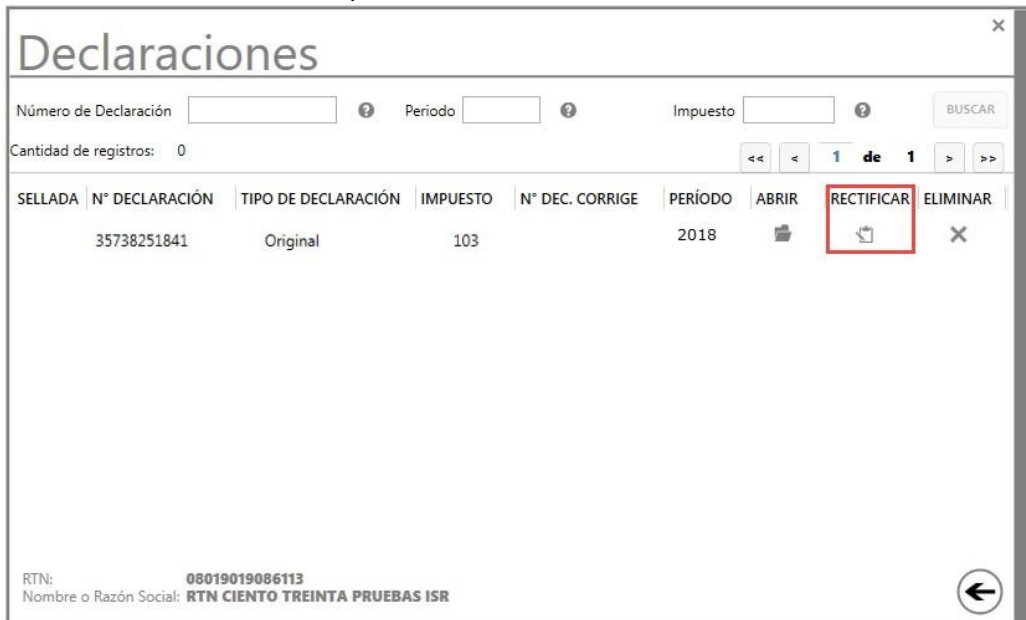 Declaraciones
Número de Declaración Periodo Impuesto BUSCAR
Cantidad de registros: 0 << < 1 de 1 > >>
SELLADA N° DECLARACIÓN TIPO DE DECLARACIÓN IMPUESTO N° DEC. CORRIGE PERÍODO ABRIR RECTIFICAR ELIMINAR
35738251841 Original 103 2018
RTN: 08019019086113
Nombre o Razón Social: RTN CIENTO TREINTA PRUEBAS ISR